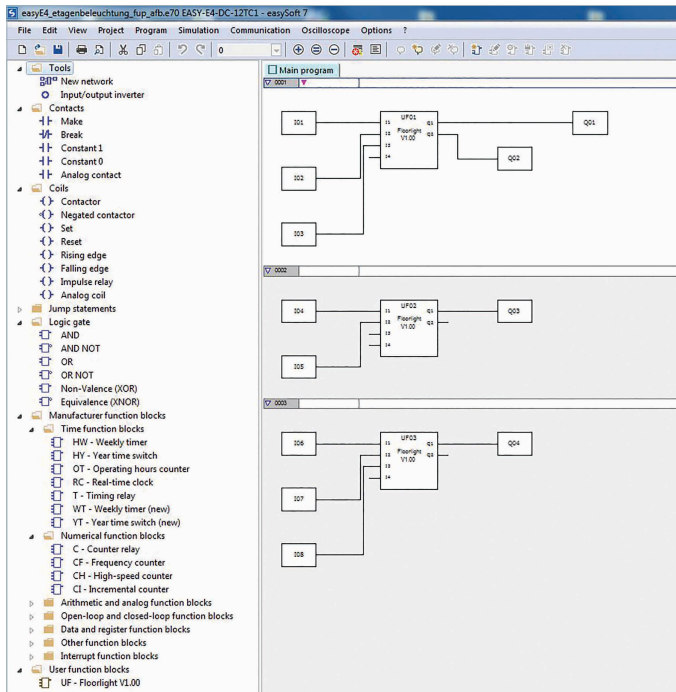 easyE4_etagenbeleuchtung_fup_afb.e70 EASY-E4-DC-12TC1 - easySoft 7
File Edit View Project Program Simulation Communication Oscilloscope Options ?
0
Tools
New network
Input/output inverter
Contacts
Make
Break
Constant 1
Constant 0
Analog contact
Coils
Contactor
Negated contactor
Set
Reset
Rising edge
Falling edge
Impulse relay
Analog coil
Jump statements
Logic gate
AND
AND NOT
OR
OR NOT
Non-Valence (XOR)
Equivalence (XNOR)
Manufacturer function blocks
Time function blocks
HW - Weekly timer
HY - Year time switch
OT - Operating hours counter
RC - Real-time clock
T - Timing relay
WT - Weekly timer (new)
YT - Year time switch (new)
Numerical function blocks
C - Counter relay
CF - Frequency counter
CH - High-speed counter
CI - Incremental counter
Arithmetic and analog function blocks
Open-loop and closed-loop function blocks
Data and register function blocks
Other function blocks
Interrupt function blocks
User function blocks
UF - Floorlight V1.00
Main program
0001
UF01
I01 I1 Floorlight Q1 Q01
V1.00
I2 Q2 Q02
I02 I3
I4
I03
0002
UF02
I04 I1 Floorlight Q1 Q03
V1.00
I2 Q2
I05 I3
I4
0003
UF03
I06 I1 Floorlight Q1 Q04
V1.00
I2 Q2
I07 I3
I4
I08